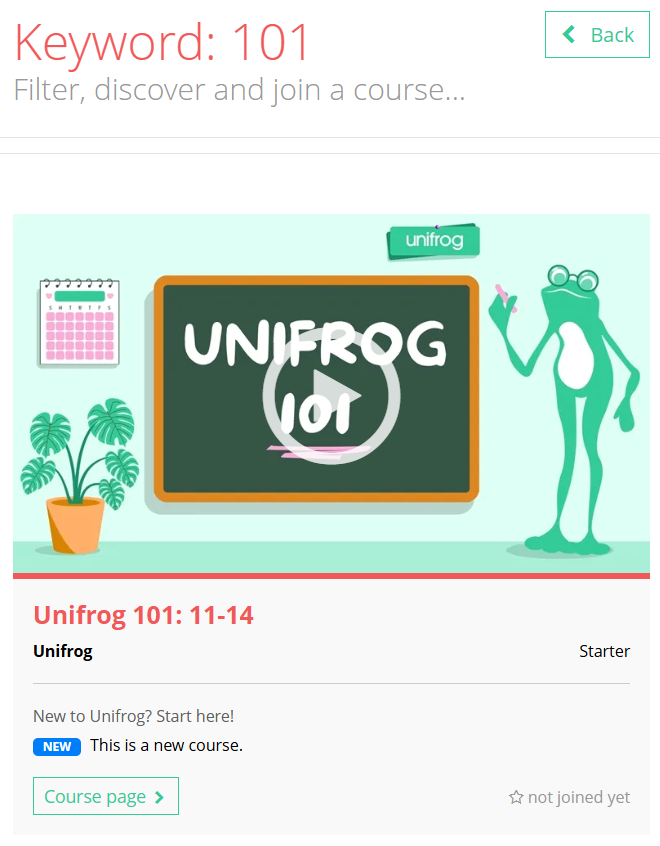 Keyword: 101
Back
Filter, discover and join a course...
unifrog
S M T W T F S
UNIFROG
101
Unifrog 101: 11-14
Unifrog
Starter
New to Unifrog? Start here!
NEW This is a new course.
Course page
not joined yet